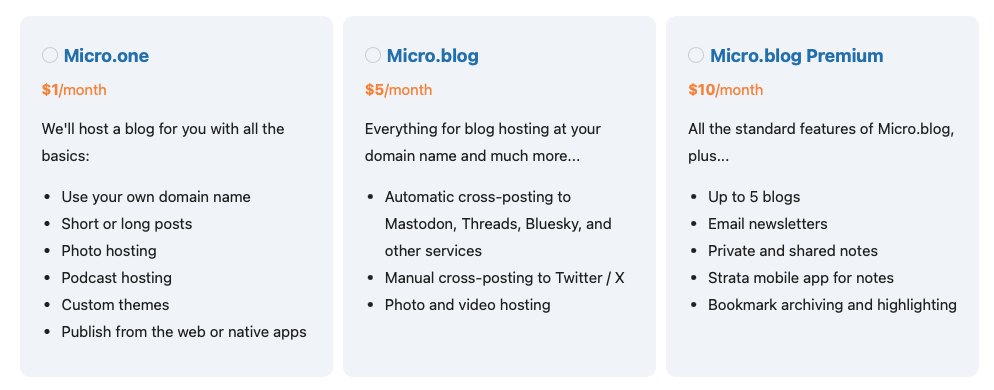 Micro.one
$1/month
We'll host a blog for you with all the
basics:
• Use your own domain name
• Short or long posts
• Photo hosting
• Podcast hosting
• Custom themes
• Publish from the web or native apps
Micro.blog
$5/month
Everything for blog hosting at your
domain name and much more...
• Automatic cross-posting to
Mastodon, Threads, Bluesky, and
other services
• Manual cross-posting to Twitter / X
• Photo and video hosting
Micro.blog Premium
$10/month
All the standard features of Micro.blog,
plus...
• Up to 5 blogs
• Email newsletters
• Private and shared notes
• Strata mobile app for notes
• Bookmark archiving and highlighting